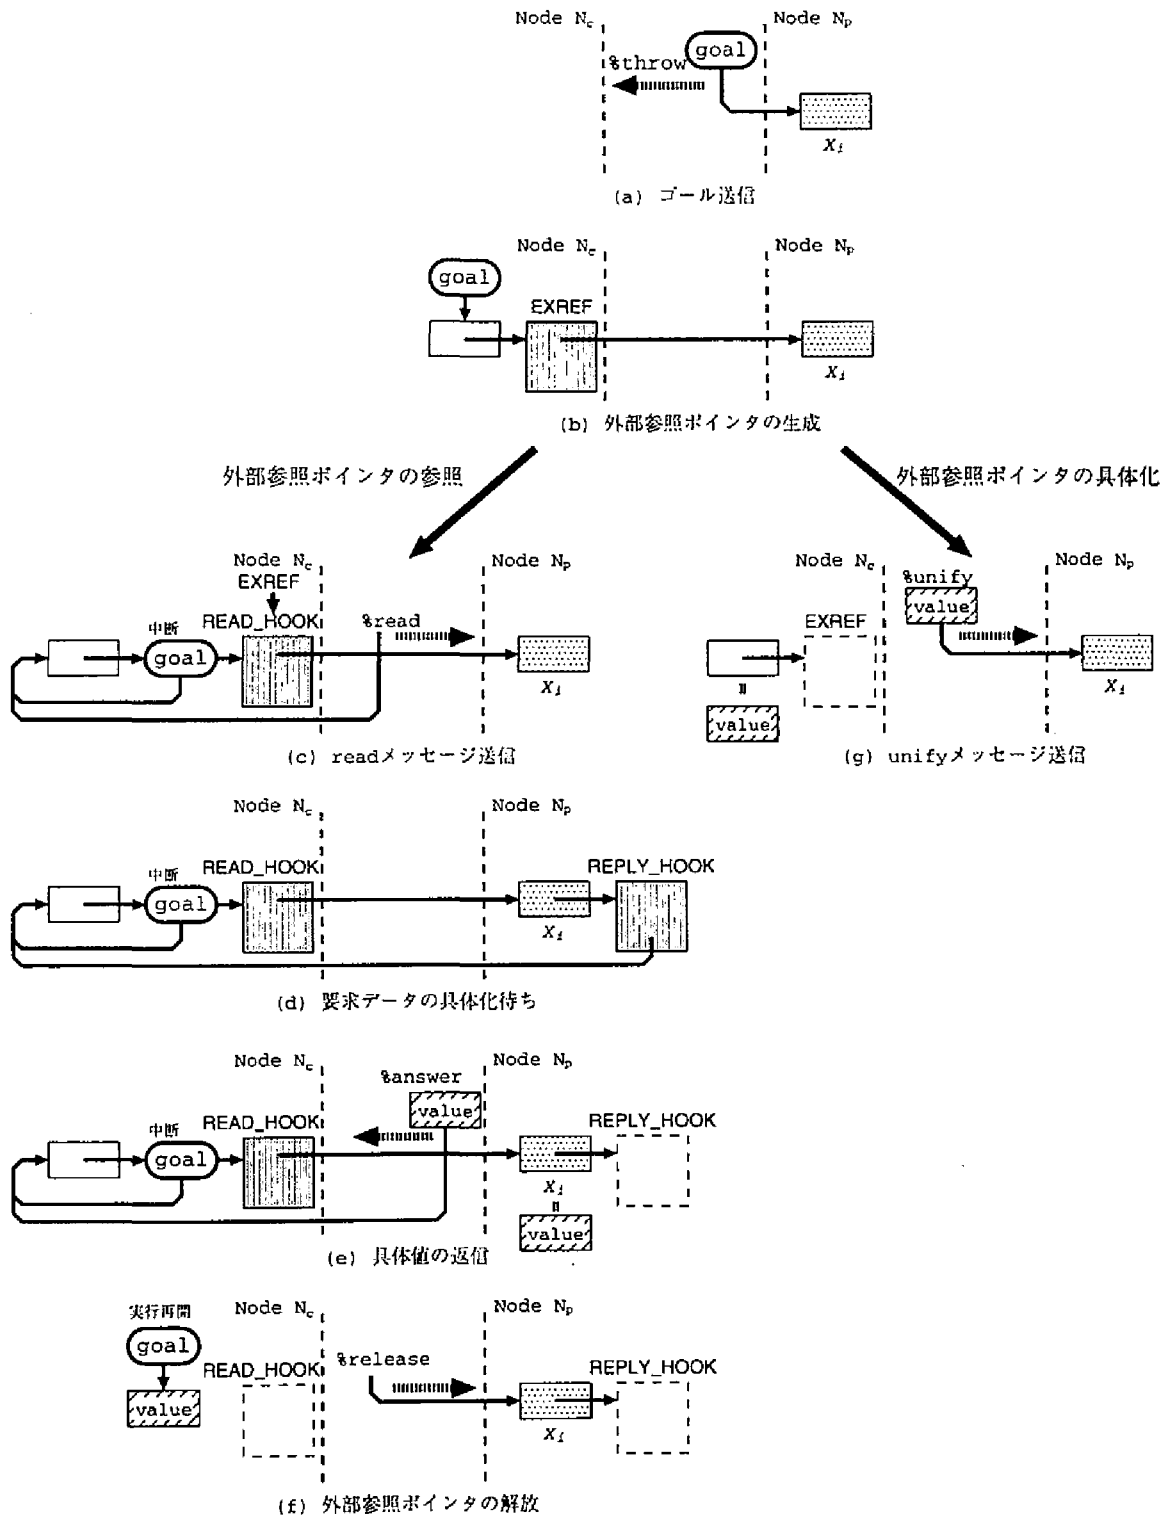 Node Nc Node Np
goal
%throw
Xi
(a) ゴール送信
Node Nc Node Np
goal
EXREF
Xi
(b) 外部参照ポインタの生成
外部参照ポインタの参照 外部参照ポインタの具体化
Node Nc Node Np
EXREF
中断 READ_HOOK %read
goal
Xi
(c) readメッセージ送信
Node Nc Node Np
%unify
value
EXREF
Xi
value
(g) unifyメッセージ送信
Node Nc Node Np
中断 READ_HOOK REPLY_HOOK
goal
Xi
(d) 要求データの具体化待ち
Node Nc Node Np
%answer
value
中断 READ_HOOK REPLY_HOOK
goal
Xi
value
(e) 具体値の返信
実行再開 Node Nc Node Np
goal
READ_HOOK %release REPLY_HOOK
value
Xi
(f) 外部参照ポインタの解放